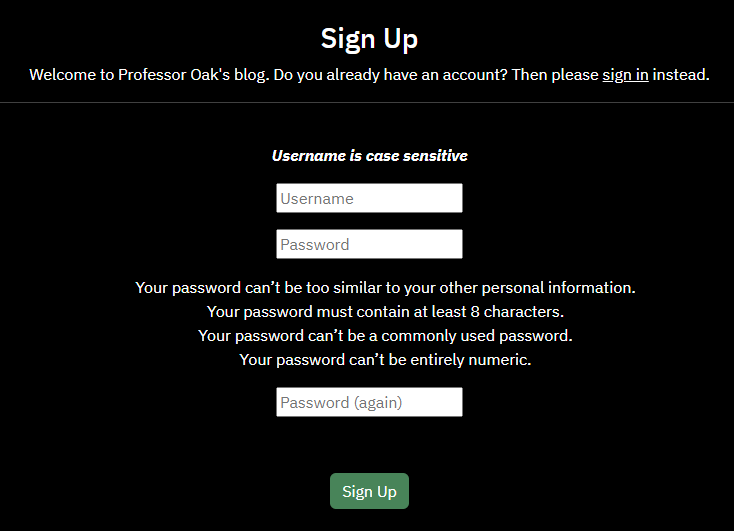 Sign Up
Welcome to Professor Oak's blog. Do you already have an account? Then please sign in instead.
Username is case sensitive
Username
Password
Your password can’t be too similar to your other personal information.
Your password must contain at least 8 characters.
Your password can’t be a commonly used password.
Your password can’t be entirely numeric.
Password (again)
Sign Up